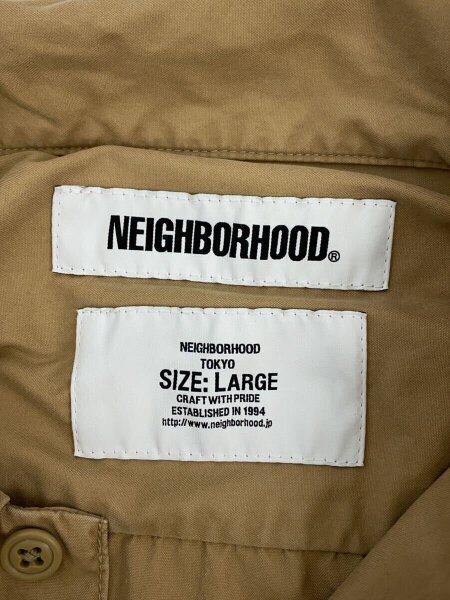 NEIGHBORHOOD®
NEIGHBORHOOD
TOKYO
SIZE: LARGE
CRAFT WITH PRIDE
ESTABLISHED IN 1994
http://www.neighborhood.jp